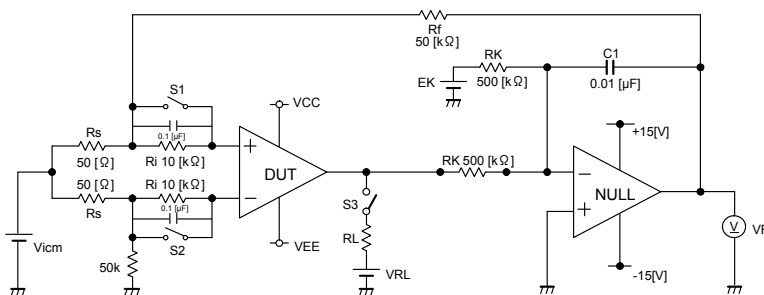 Rf
50 [kΩ]
RK
500 [kΩ]
EK
C1
0.01 [µF]
S1
VCC
0.1 [µF]
Rs
50 [Ω]
Ri 10 [kΩ]
DUT
+
−
50 [Ω]
Ri 10 [kΩ]
Rs
0.1 [µF]
S2
Vicm
50k
VEE
S3
RL
VRL
RK 500 [kΩ]
+15[V]
−
NULL
+
-15[V]
V